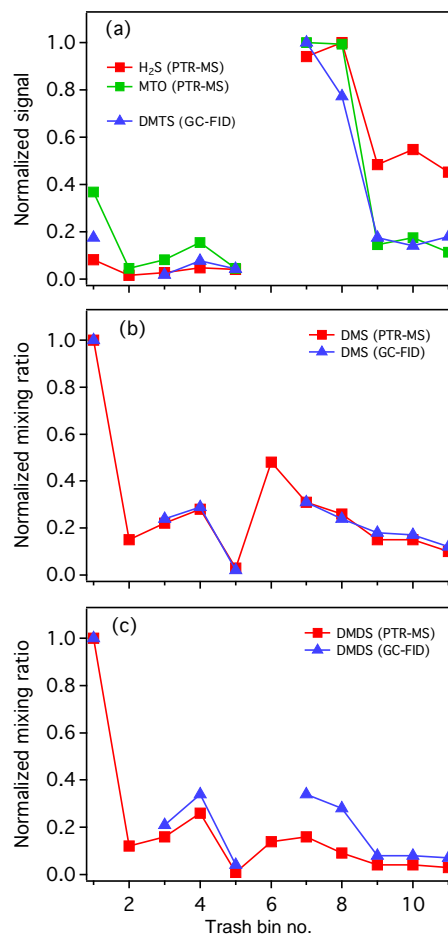 (a)
H₂S (PTR-MS)
MTO (PTR-MS)
DMTS (GC-FID)
Normalized signal
1.0
0.8
0.6
0.4
0.2
0.0
(b)
DMS (PTR-MS)
DMS (GC-FID)
Normalized mixing ratio
1.0
0.8
0.6
0.4
0.2
0.0
(c)
DMDS (PTR-MS)
DMDS (GC-FID)
Normalized mixing ratio
1.0
0.8
0.6
0.4
0.2
0.0
2 4 6 8 10
Trash bin no.